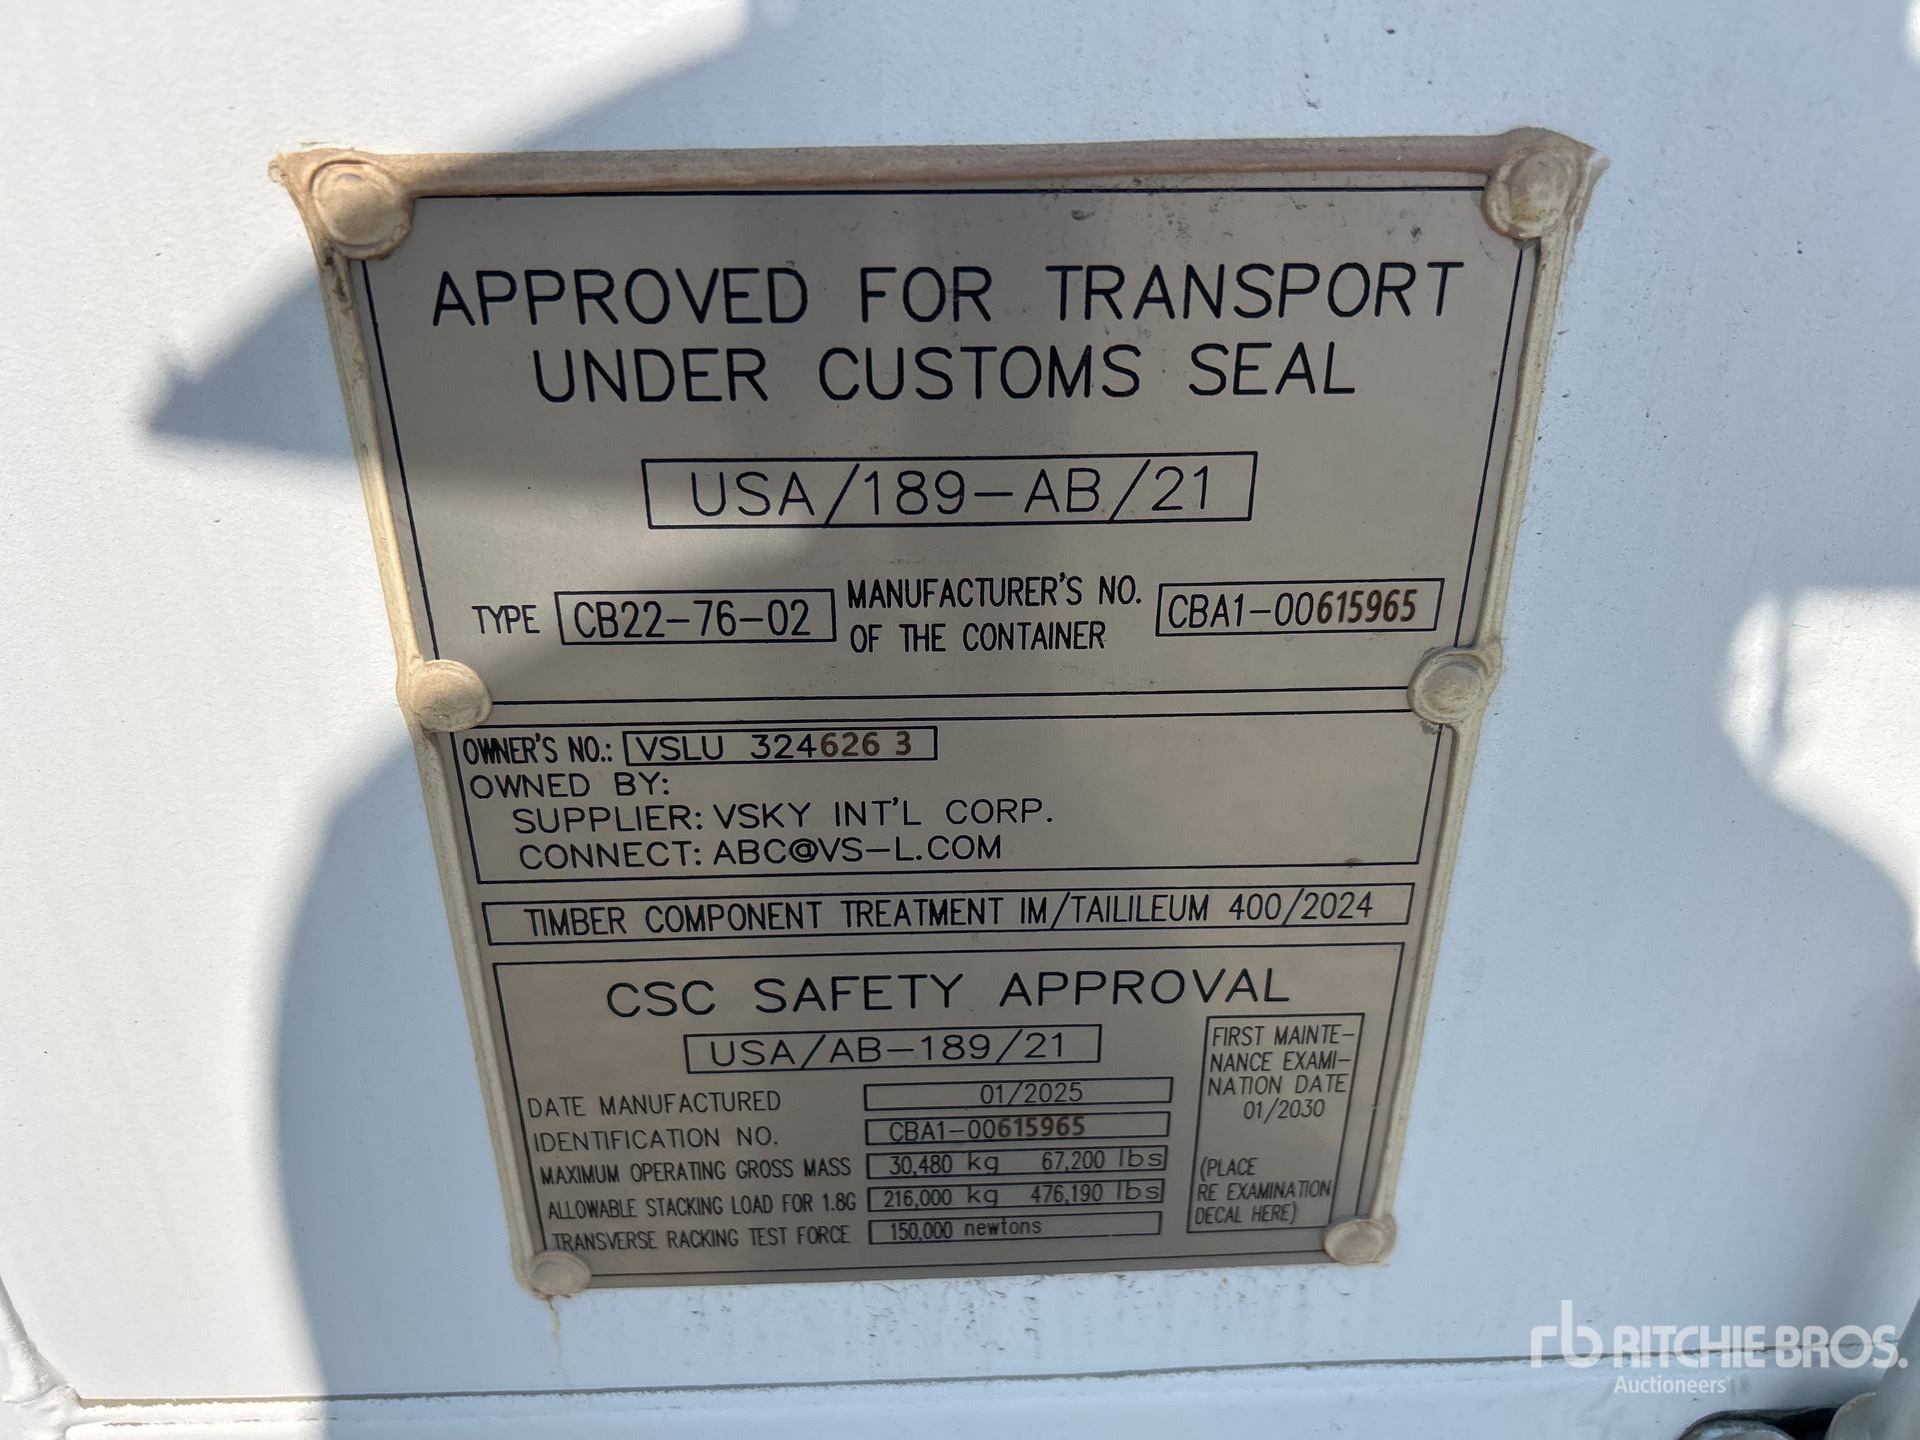 APPROVED FOR TRANSPORT
UNDER CUSTOMS SEAL
USA/189-AB/21
TYPE CB22-76-02 MANUFACTURER'S NO. OF THE CONTAINER CBA1-00615965
OWNER'S NO.: VSLU 324626 3
OWNED BY:
SUPPLIER: VSKY INT'L CORP.
CONNECT: ABC@VS-L.COM
TIMBER COMPONENT TREATMENT IM/TAILILEUM 400/2024
CSC SAFETY APPROVAL
USA/AB-189/21
DATE MANUFACTURED 01/2025
IDENTIFICATION NO. CBA1-00615965
MAXIMUM OPERATING GROSS MASS 30,480 kg 67,200 lbs
ALLOWABLE STACKING LOAD FOR 1.8G 216,000 kg 476,190 lbs
TRANSVERSE RACKING TEST FORCE 150,000 newtons
FIRST MAINTE-
NANCE EXAMI-
NATION DATE
01/2030
(PLACE
RE EXAMINATION
DECAL HERE)
rb RITCHIE BROS.
Auctioneers